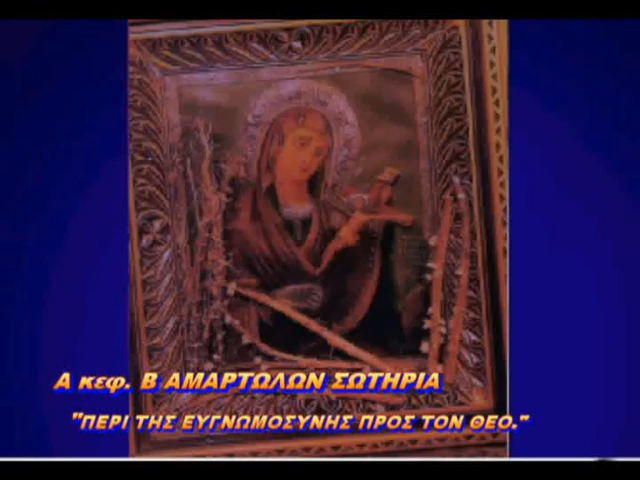 Α κεφ. Β ΑΜΑΡΤΩΛΩΝ ΣΩΤΗΡΙΑ
"ΠΕΡΙ ΤΗΣ ΕΥΓΝΩΜΟΣΥΝΗΣ ΠΡΟΣ ΤΟΝ ΘΕΟ."